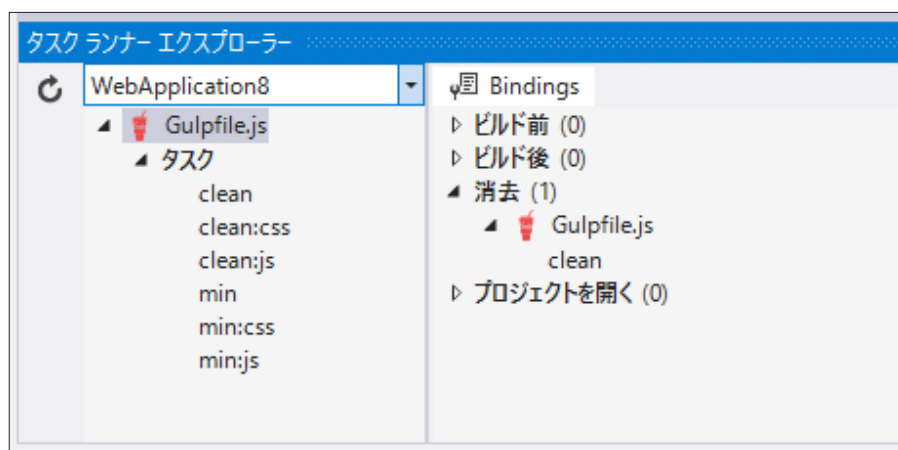 タスク ランナー エクスプローラー
WebApplication8
Gulpfile.js
タスク
clean
clean:css
clean:js
min
min:css
min:js
Bindings
ビルド前 (0)
ビルド後 (0)
消去 (1)
Gulpfile.js
clean
プロジェクトを開く (0)